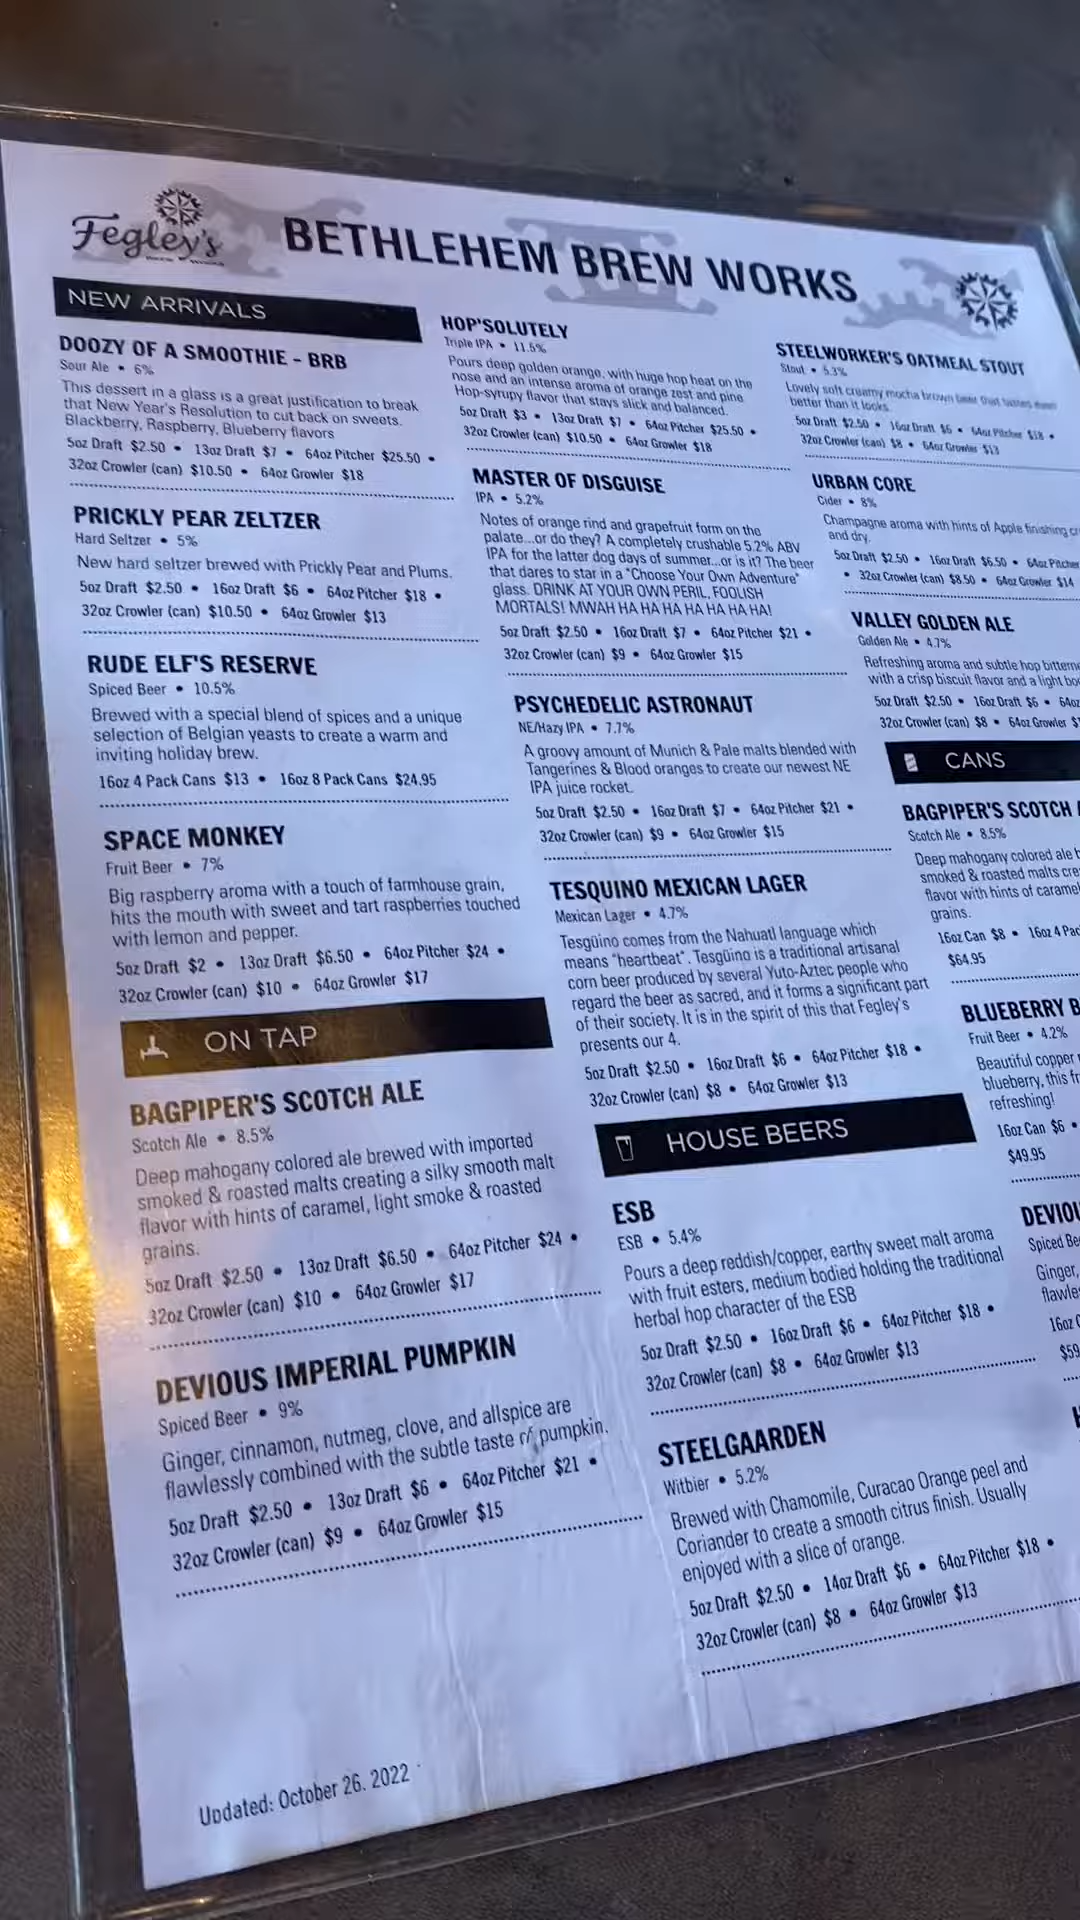 Fegley's
BREW WORKS
BETHLEHEM BREW WORKS
NEW ARRIVALS
DOOZY OF A SMOOTHIE - BRB
Sour Ale • 6%
This dessert in a glass is a great justification to break
that New Year's Resolution to cut back on sweets.
Blackberry, Raspberry, Blueberry flavors
5oz Draft $2.50 • 13oz Draft $7 • 64oz Pitcher $25.50 •
32oz Crowler (can) $10.50 • 64oz Growler $18
PRICKLY PEAR ZELTZER
Hard Seltzer • 5%
New hard seltzer brewed with Prickly Pear and Plums.
5oz Draft $2.50 • 16oz Draft $6 • 64oz Pitcher $18 •
32oz Crowler (can) $10.50 • 64oz Growler $13
RUDE ELF'S RESERVE
Spiced Beer • 10.5%
Brewed with a special blend of spices and a unique
selection of Belgian yeasts to create a warm and
inviting holiday brew.
16oz 4 Pack Cans $13 • 16oz 8 Pack Cans $24.95
SPACE MONKEY
Fruit Beer • 7%
Big raspberry aroma with a touch of farmhouse grain,
hits the mouth with sweet and tart raspberries touched
with lemon and pepper.
5oz Draft $2 • 13oz Draft $6.50 • 64oz Pitcher $24 •
32oz Crowler (can) $10 • 64oz Growler $17
ON TAP
BAGPIPER'S SCOTCH ALE
Scotch Ale • 8.5%
Deep mahogany colored ale brewed with imported
smoked & roasted malts creating a silky smooth malt
flavor with hints of caramel, light smoke & roasted
grains.
5oz Draft $2.50 • 13oz Draft $6.50 • 64oz Pitcher $24 •
32oz Crowler (can) $10 • 64oz Growler $17
DEVIOUS IMPERIAL PUMPKIN
Spiced Beer • 9%
Ginger, cinnamon, nutmeg, clove, and allspice are
flawlessly combined with the subtle taste of pumpkin.
5oz Draft $2.50 • 13oz Draft $6 • 64oz Pitcher $21 •
32oz Crowler (can) $9 • 64oz Growler $15
Updated: October 26, 2022
HOP'SOLUTELY
Triple IPA • 11.5%
Pours deep golden orange, with huge hop heat on the
nose and an intense aroma of orange zest and pine
Hop-syrupy flavor that stays slick and balanced.
5oz Draft $3 • 13oz Draft $7 • 64oz Pitcher $25.50 •
32oz Crowler (can) $10.50 • 64oz Growler $18
MASTER OF DISGUISE
IPA • 5.2%
Notes of orange rind and grapefruit form on the
palate...or do they? A completely crushable 5.2% ABV
IPA for the latter dog days of summer...or is it? The beer
that dares to star in a "Choose Your Own Adventure"
glass. DRINK AT YOUR OWN PERIL, FOOLISH
MORTALS! MWAH HA HA HA HA HA HA HA!
5oz Draft $2.50 • 16oz Draft $7 • 64oz Pitcher $21 •
32oz Crowler (can) $9 • 64oz Growler $15
PSYCHEDELIC ASTRONAUT
NE/Hazy IPA • 7.7%
A groovy amount of Munich & Pale malts blended with
Tangerines & Blood oranges to create our newest NE
IPA juice rocket.
5oz Draft $2.50 • 16oz Draft $7 • 64oz Pitcher $21 •
32oz Crowler (can) $9 • 64oz Growler $15
TESQUINO MEXICAN LAGER
Mexican Lager • 4.7%
Tesgüino comes from the Nahuatl language which
means "heartbeat". Tesgüino is a traditional artisanal
corn beer produced by several Yuto-Aztec people who
regard the beer as sacred, and it forms a significant part
of their society. It is in the spirit of this that Fegley's
presents our 4.
5oz Draft $2.50 • 16oz Draft $6 • 64oz Pitcher $18 •
32oz Crowler (can) $8 • 64oz Growler $13
HOUSE BEERS
ESB
ESB • 5.4%
Pours a deep reddish/copper, earthy sweet malt aroma
with fruit esters, medium bodied holding the traditional
herbal hop character of the ESB
5oz Draft $2.50 • 16oz Draft $6 • 64oz Pitcher $18 •
32oz Crowler (can) $8 • 64oz Growler $13
STEELGAARDEN
Witbier • 5.2%
Brewed with Chamomile, Curacao Orange peel and
Coriander to create a smooth citrus finish. Usually
enjoyed with a slice of orange.
5oz Draft $2.50 • 14oz Draft $6 • 64oz Pitcher $18 •
32oz Crowler (can) $8 • 64oz Growler $13
STEELWORKER'S OATMEAL STOUT
Stout • 5.3%
Lovely soft creamy mocha brown beer that tastes even
better than it looks.
5oz Draft $2.50 • 16oz Draft $6 • 64oz Pitcher $18 •
32oz Crowler (can) $8 • 64oz Growler $13
URBAN CORE
Cider • 8%
Champagne aroma with hints of Apple finishing
and dry.
5oz Draft $2.50 • 16oz Draft $6.50 • 64oz Pitcher
• 32oz Crowler (can) $8.50 • 64oz Growler $14
VALLEY GOLDEN ALE
Golden Ale • 4.7%
Refreshing aroma and subtle hop
with a crisp biscuit flavor and a light
5oz Draft $2.50 • 16oz Draft $6 • 64oz
32oz Crowler (can) $8 • 64oz Growler
CANS
BAGPIPER'S SCOTCH
Scotch Ale • 8.5%
Deep mahogany colored ale
smoked & roasted malts
flavor with hints of caramel
grains.
16oz Can $8 • 16oz 4
$64.95
BLUEBERRY B
Fruit Beer • 4.2%
Beautiful copper
blueberry, this
refreshing!
16oz Can $6 •
$49.95
DEVIOU
Spiced
Ginger,
16oz
$59